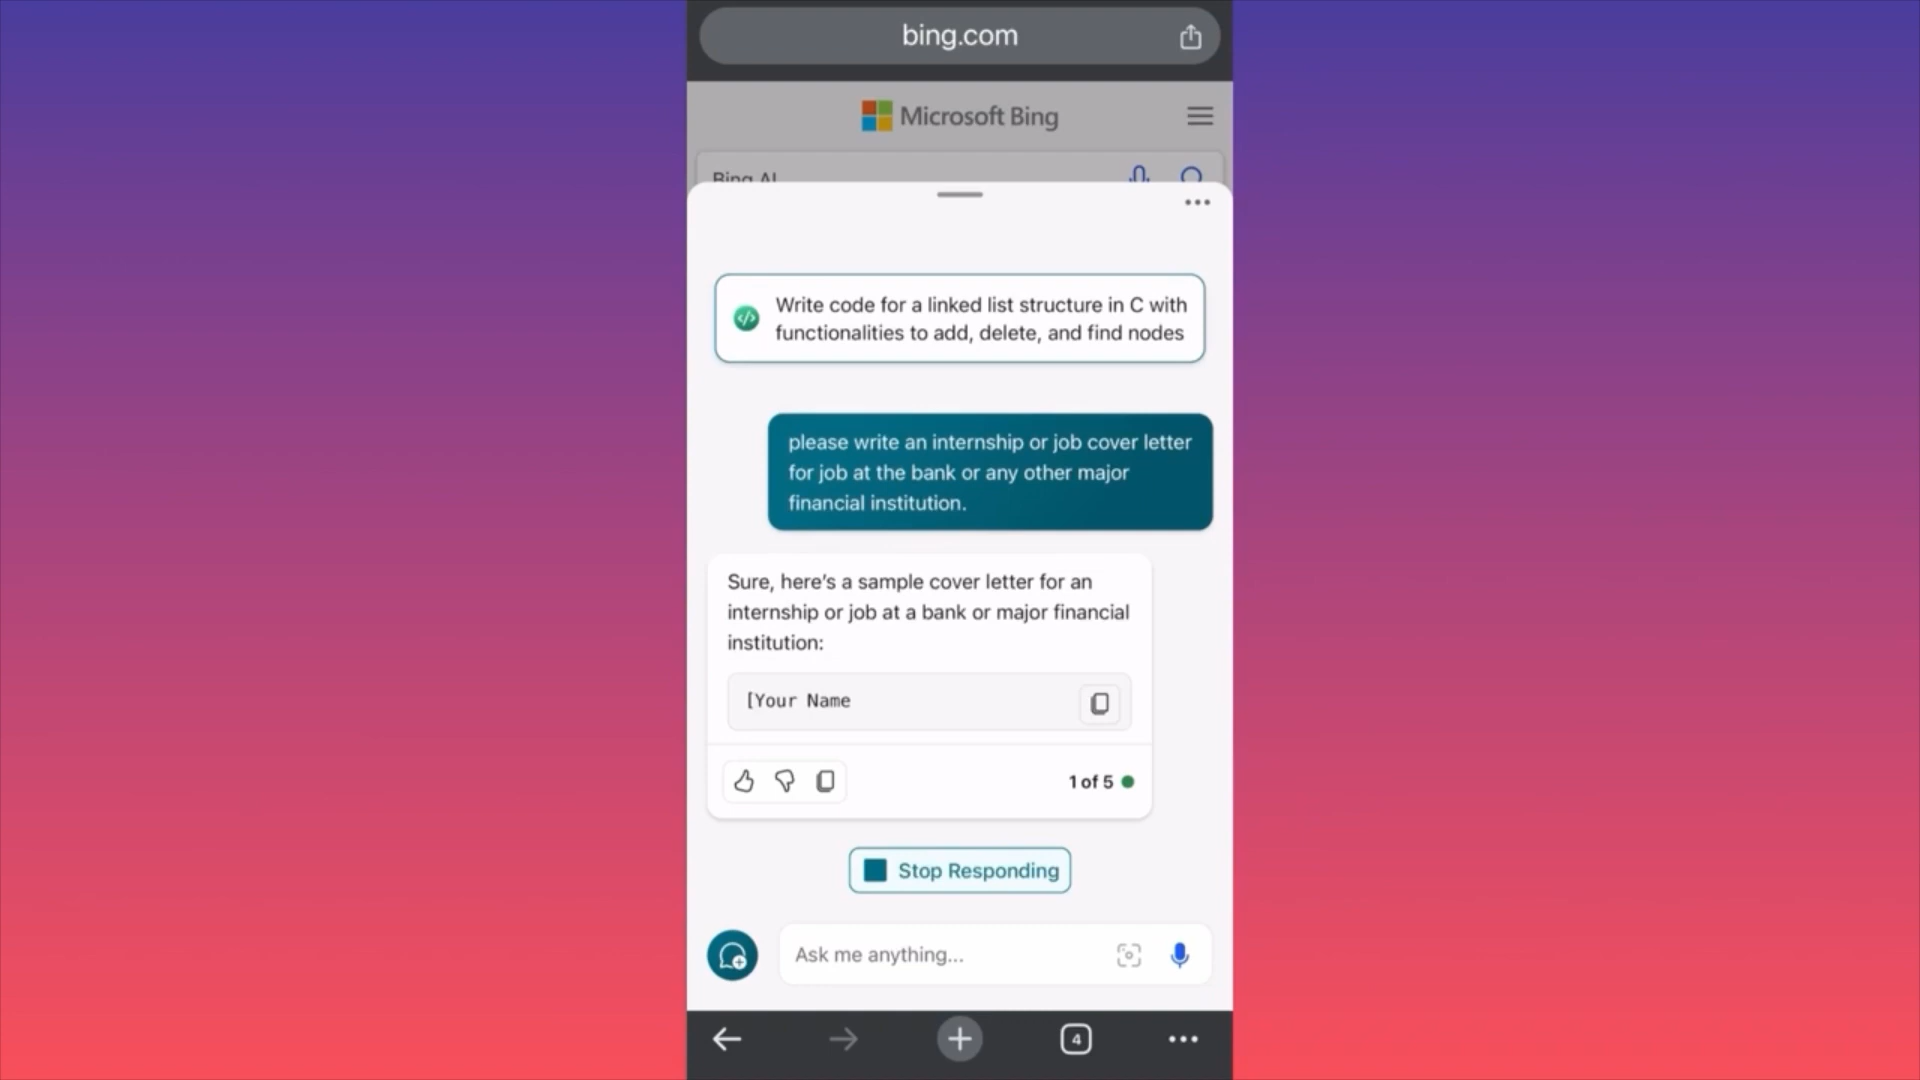 bing.com
Microsoft Bing
Bing AI
Write code for a linked list structure in C with
functionalities to add, delete, and find nodes
please write an internship or job cover letter
for job at the bank or any other major
financial institution.
Sure, here's a sample cover letter for an
internship or job at a bank or major financial
institution:
[Your Name
1 of 5
Stop Responding
Ask me anything...
4